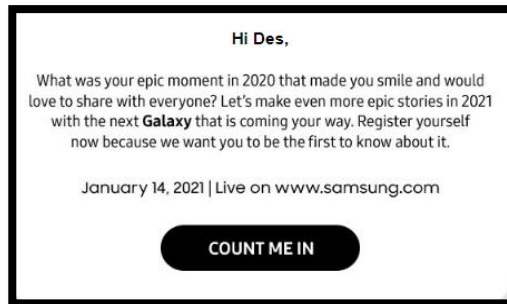 Hi Des,
What was your epic moment in 2020 that made you smile and would
love to share with everyone? Let's make even more epic stories in 2021
with the next Galaxy that is coming your way. Register yourself
now because we want you to be the first to know about it.
January 14, 2021 | Live on www.samsung.com
COUNT ME IN